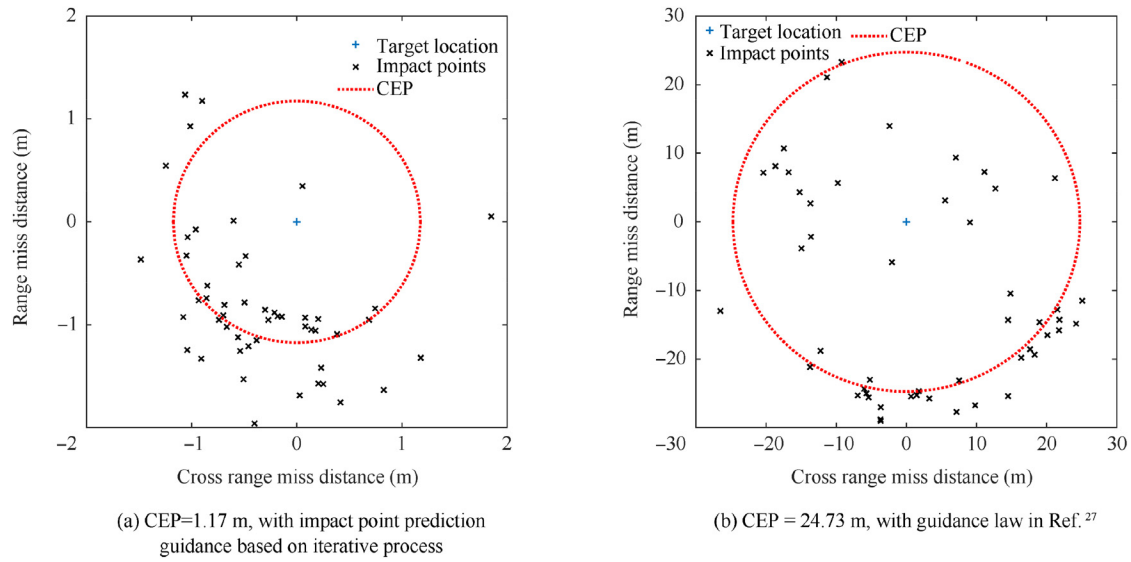 2
1
0
−1
−2
−1
0
1
2
Range miss distance (m)
Cross range miss distance (m)
Target location
Impact points
CEP
(a) CEP=1.17 m, with impact point prediction
guidance based on iterative process
30
20
10
0
−10
−20
−30
−20
−10
0
10
20
30
Range miss distance (m)
Cross range miss distance (m)
Target location
CEP
Impact points
(b) CEP = 24.73 m, with guidance law in Ref. 27